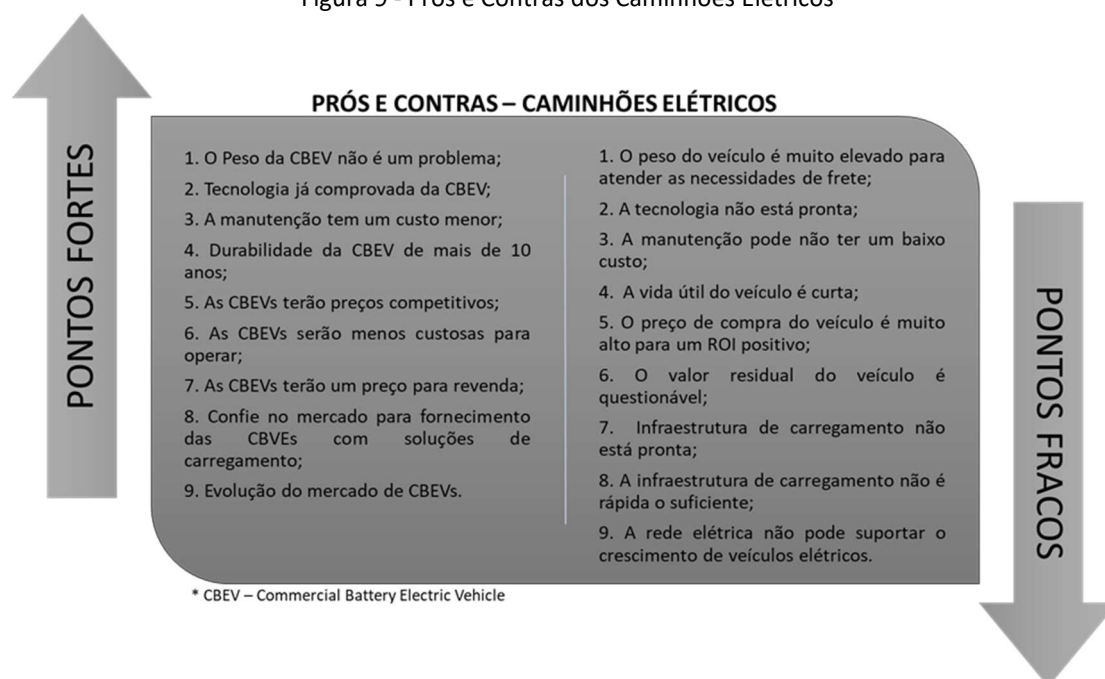 Figura 9 - Prós e Contras dos Caminhões Elétricos
PRÓS E CONTRAS – CAMINHÕES ELÉTRICOS
PONTOS FORTES
1. O Peso da CBEV não é um problema;
2. Tecnologia já comprovada da CBEV;
3. A manutenção tem um custo menor;
4. Durabilidade da CBEV de mais de 10
anos;
5. As CBEVs terão preços competitivos;
6. As CBEVs serão menos custosas para
operar;
7. As CBEVs terão um preço para revenda;
8. Confie no mercado para fornecimento
das CBVEs com soluções de
carregamento;
9. Evolução do mercado de CBEVs.
1. O peso do veículo é muito elevado para
atender as necessidades de frete;
2. A tecnologia não está pronta;
3. A manutenção pode não ter um baixo
custo;
4. A vida útil do veículo é curta;
5. O preço de compra do veículo é muito
alto para um ROI positivo;
6. O valor residual do veículo é
questionável;
7. Infraestrutura de carregamento não
está pronta;
8. A infraestrutura de carregamento não é
rápida o suficiente;
9. A rede elétrica não pode suportar o
crescimento de veículos elétricos.
PONTOS FRACOS
* CBEV – Commercial Battery Electric Vehicle